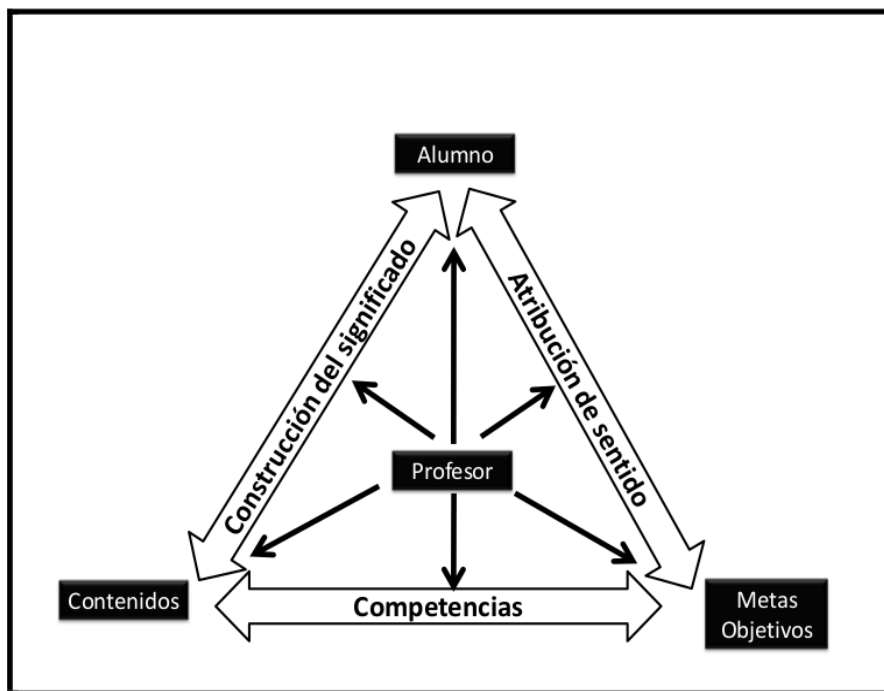 Alumno
Construcción del significado
Atribución de sentido
Profesor
Contenidos
Competencias
Metas
Objetivos